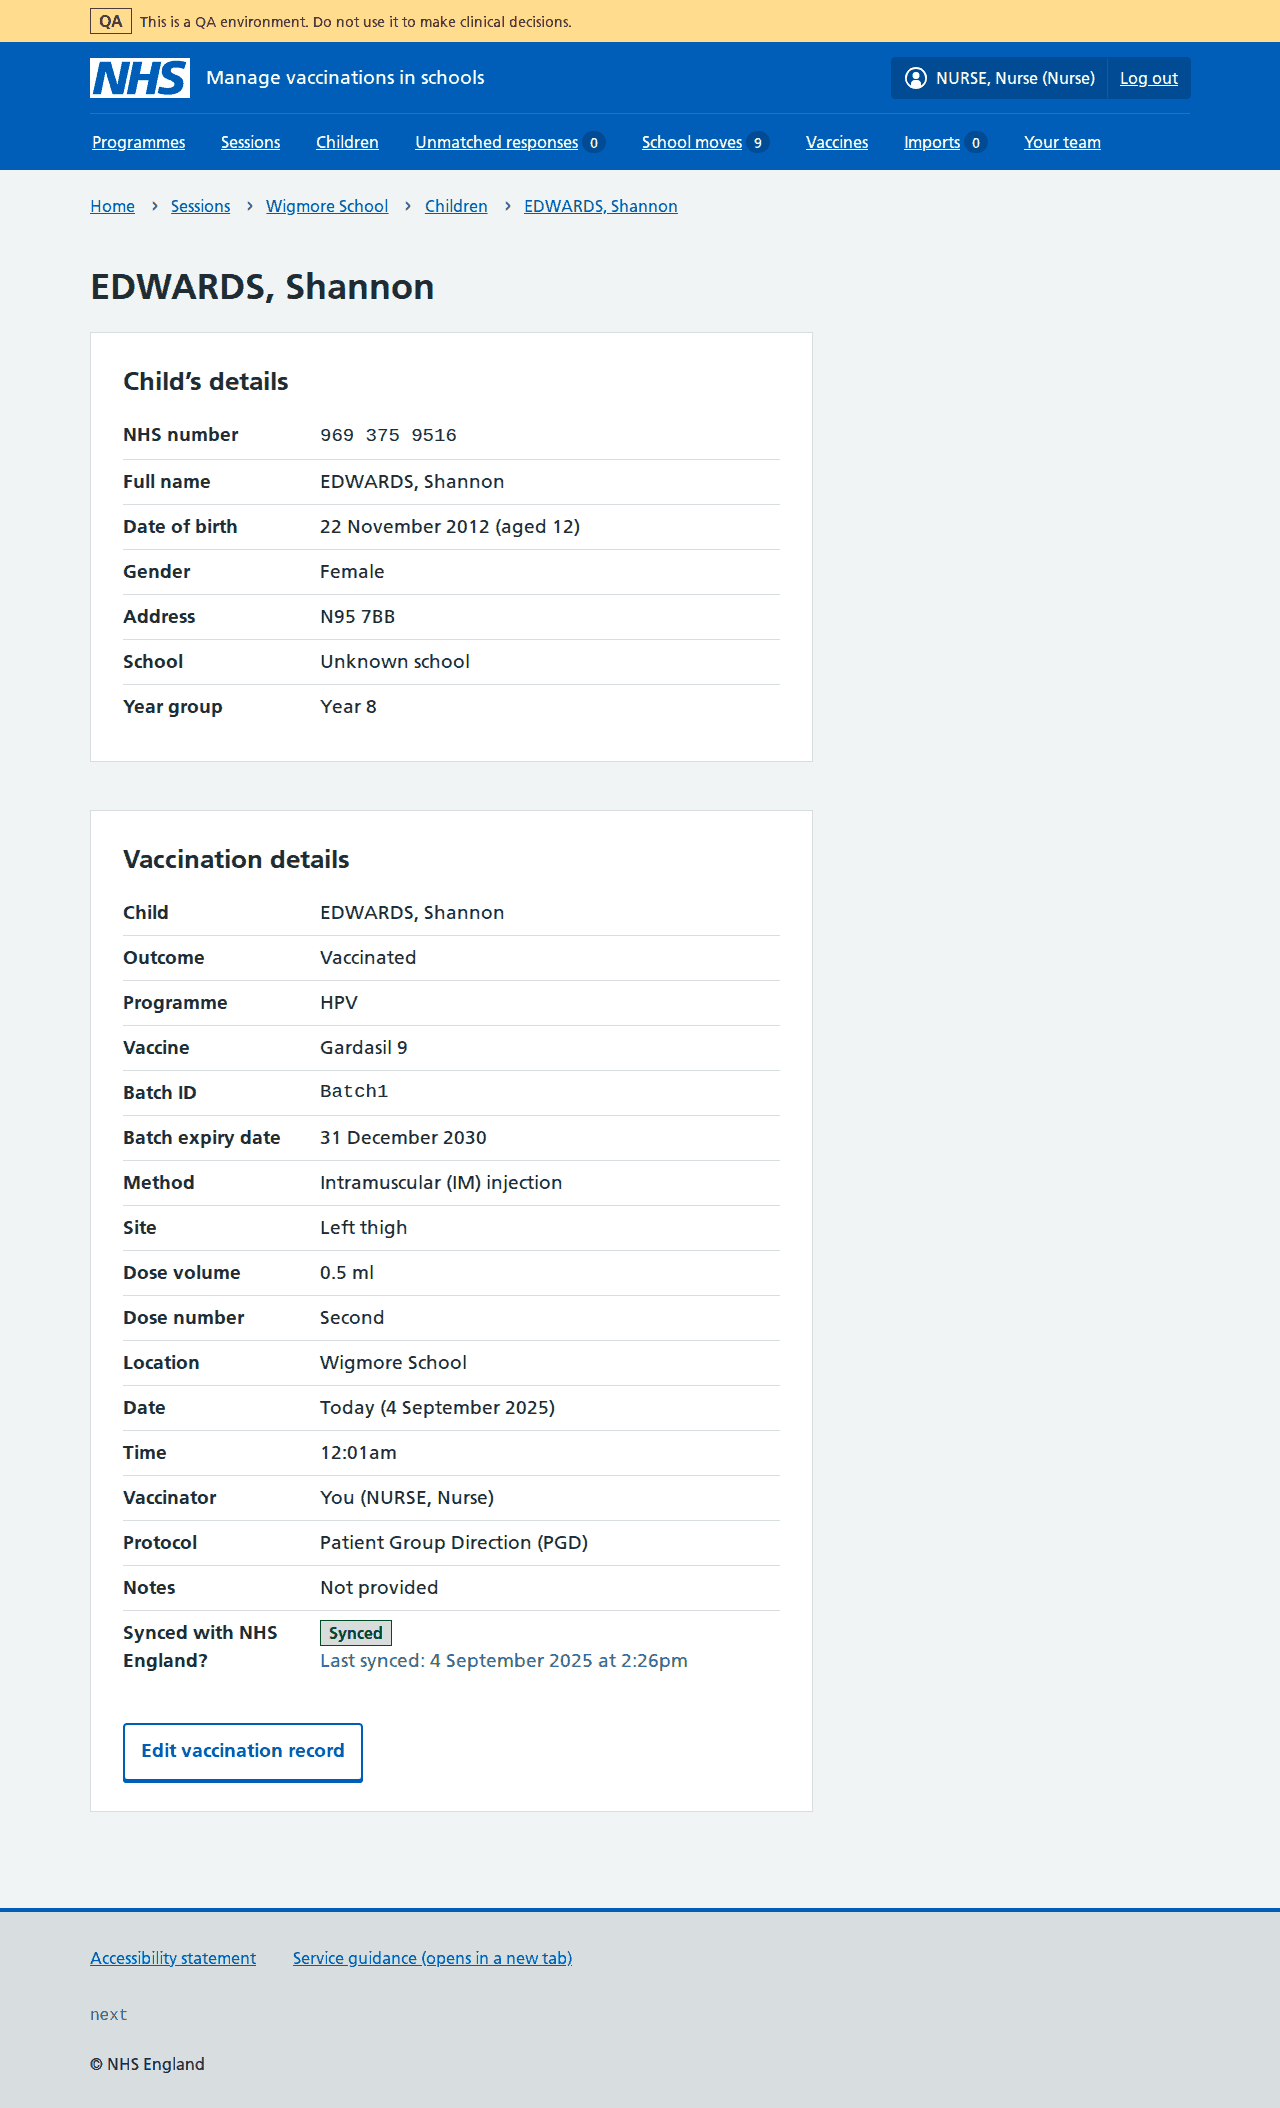 QA This is a QA environment. Do not use it to make clinical decisions.
NHS Manage vaccinations in schools NURSE, Nurse (Nurse) Log out
Programmes Sessions Children Unmatched responses 0 School moves 9 Vaccines Imports 0 Your team
Home Sessions Wigmore School Children EDWARDS, Shannon
EDWARDS, Shannon
Child’s details
NHS number 969 375 9516
Full name EDWARDS, Shannon
Date of birth 22 November 2012 (aged 12)
Gender Female
Address N95 7BB
School Unknown school
Year group Year 8
Vaccination details
Child EDWARDS, Shannon
Outcome Vaccinated
Programme HPV
Vaccine Gardasil 9
Batch ID Batch1
Batch expiry date 31 December 2030
Method Intramuscular (IM) injection
Site Left thigh
Dose volume 0.5 ml
Dose number Second
Location Wigmore School
Date Today (4 September 2025)
Time 12:01am
Vaccinator You (NURSE, Nurse)
Protocol Patient Group Direction (PGD)
Notes Not provided
Synced with NHS England? Synced
Last synced: 4 September 2025 at 2:26pm
Edit vaccination record
Accessibility statement Service guidance (opens in a new tab)
next
© NHS England